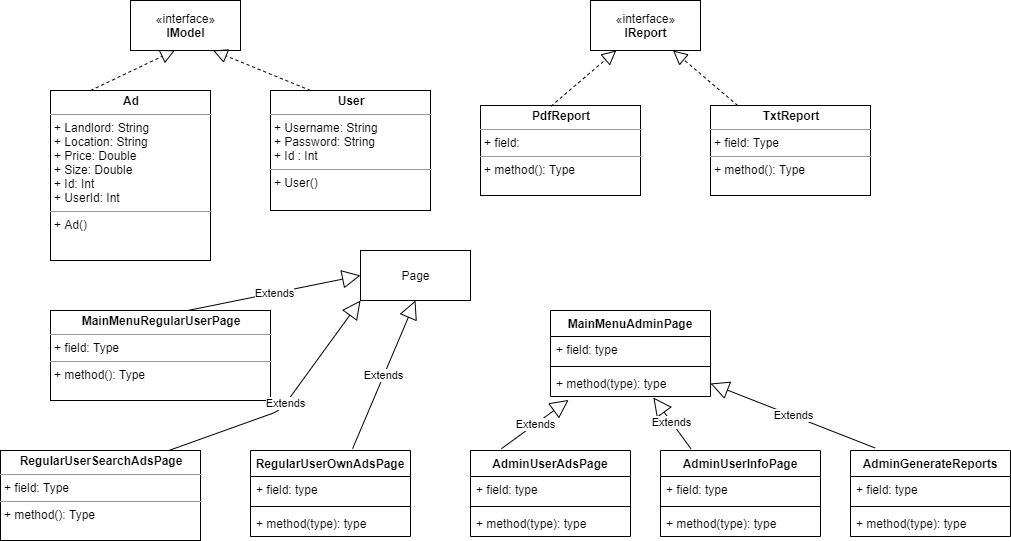 «interface»
IModel
«interface»
IReport
Ad
+ Landlord: String
+ Location: String
+ Price: Double
+ Size: Double
+ Id: Int
+ UserId: Int
+ Ad()
User
+ Username: String
+ Password: String
+ Id : Int
+ User()
PdfReport
+ field:
+ method(): Type
TxtReport
+ field: Type
+ method(): Type
Page
Extends
MainMenuRegularUserPage
+ field: Type
+ method(): Type
Extends
Extends
MainMenuAdminPage
+ field: type
+ method(type): type
Extends
Extends
Extends
RegularUserSearchAdsPage
+ field: Type
+ method(): Type
RegularUserOwnAdsPage
+ field: type
+ method(type): type
AdminUserAdsPage
+ field: type
+ method(type): type
AdminUserInfoPage
+ field: type
+ method(type): type
AdminGenerateReports
+ field: type
+ method(type): type